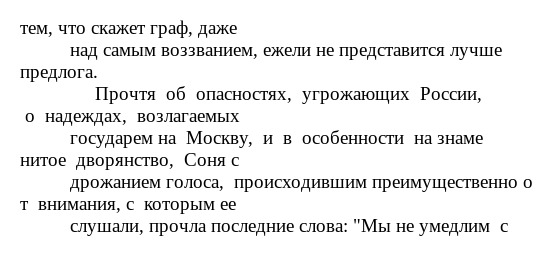 тем, что скажет граф, даже
над самым воззванием, ежели не представится лучше
предлога.
Прочтя об опасностях, угрожающих России,
о надеждах, возлагаемых
государем на Москву, и в особенности на знаме
нитое дворянство, Соня с
дрожанием голоса, происходившим преимущественно о
т внимания, с которым ее
слушали, прочла последние слова: "Мы не умедлим с